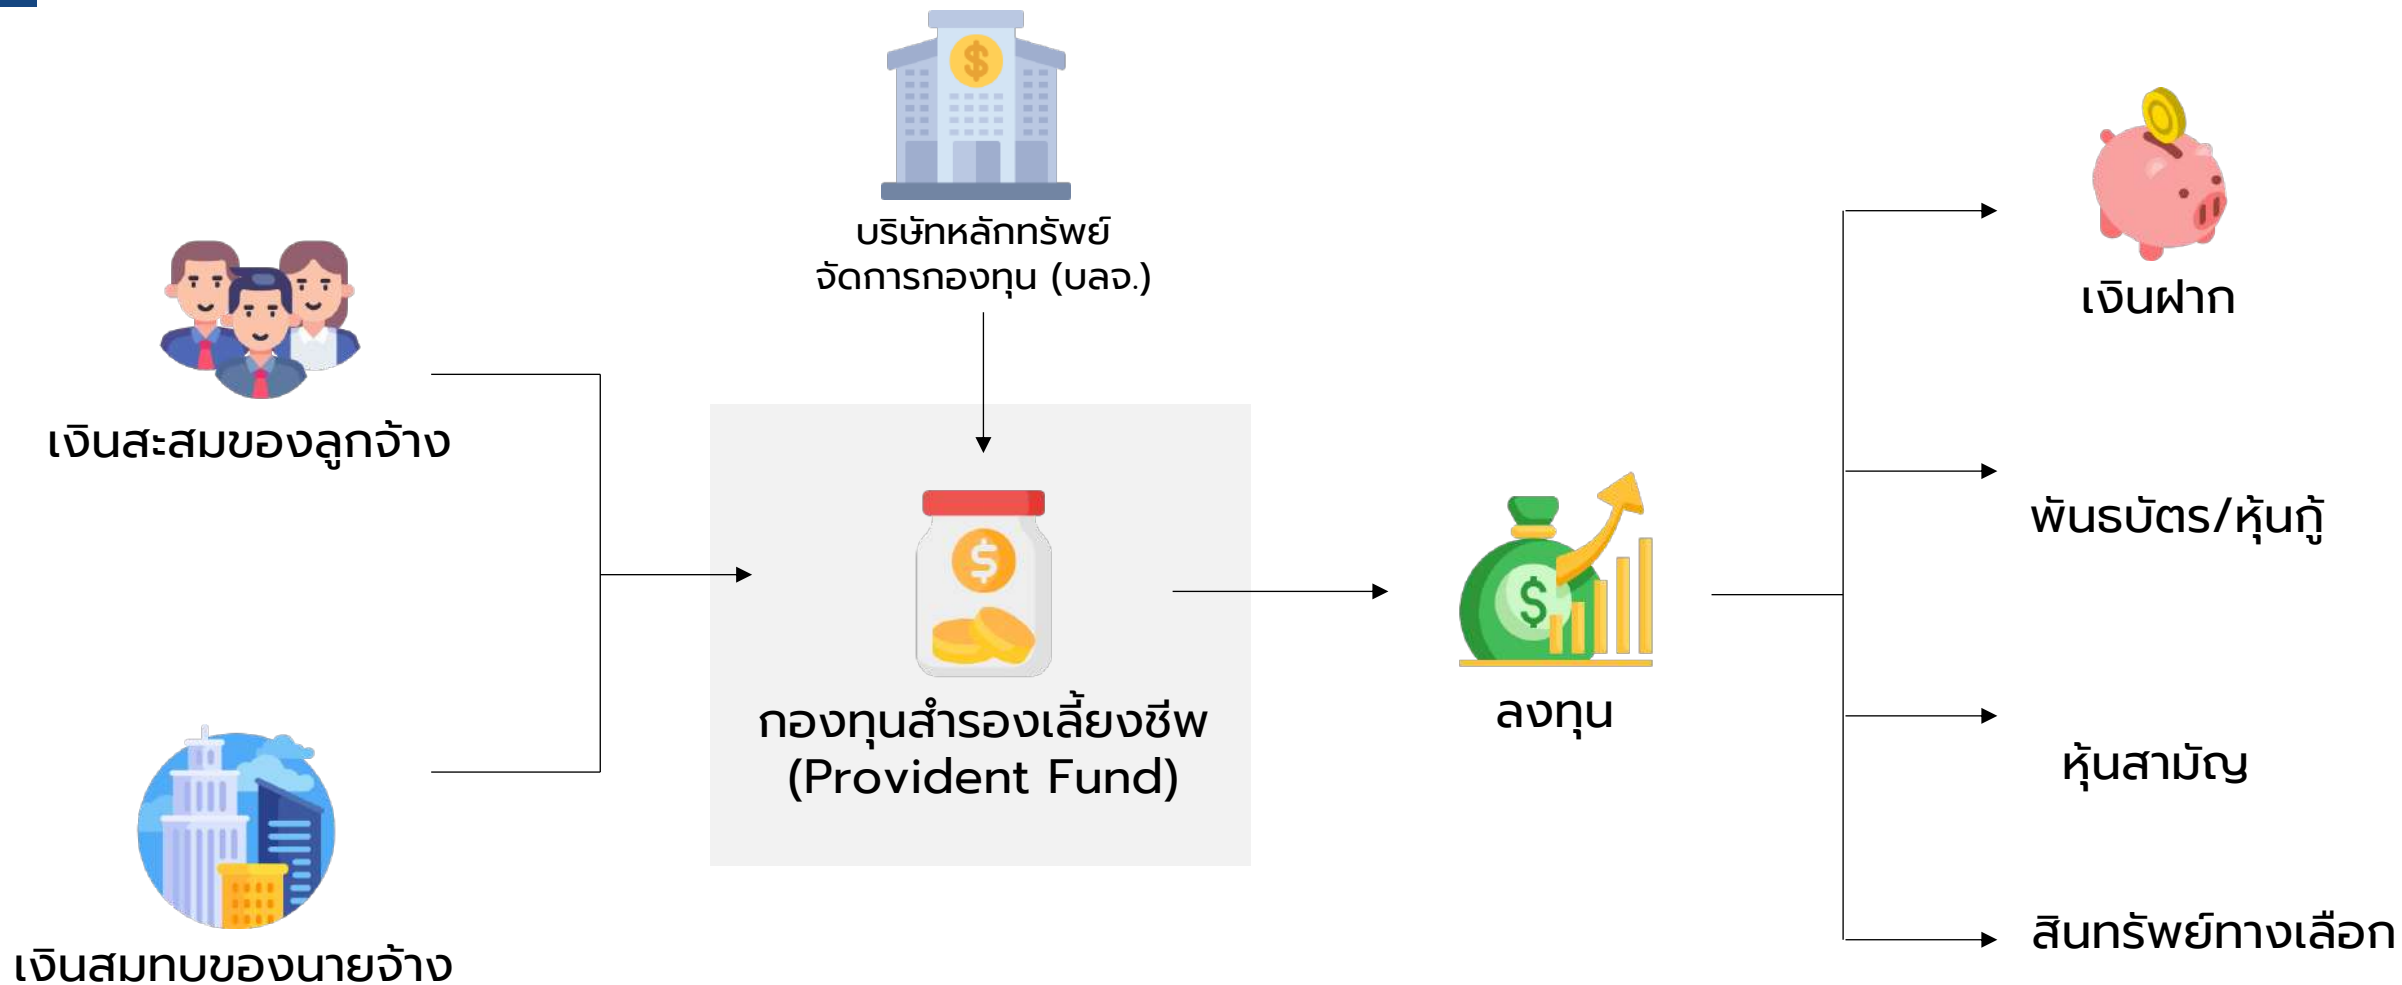 บริษัทหลักทรัพย์
จัดการกองทุน (บลจ.)
เงินสะสมของลูกจ้าง
เงินสมทบของนายจ้าง
กองทุนสำรองเลี้ยงชีพ
(Provident Fund)
ลงทุน
เงินฝาก
พันธบัตร/หุ้นกู้
หุ้นสามัญ
สินทรัพย์ทางเลือก